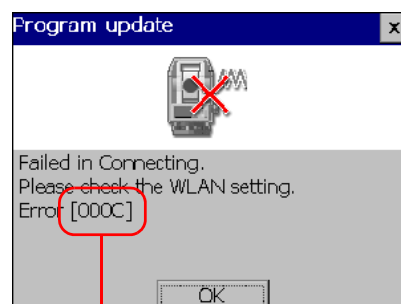 Program update
x
Failed in Connecting.
Please check the WLAN setting.
Error [000C]
OK